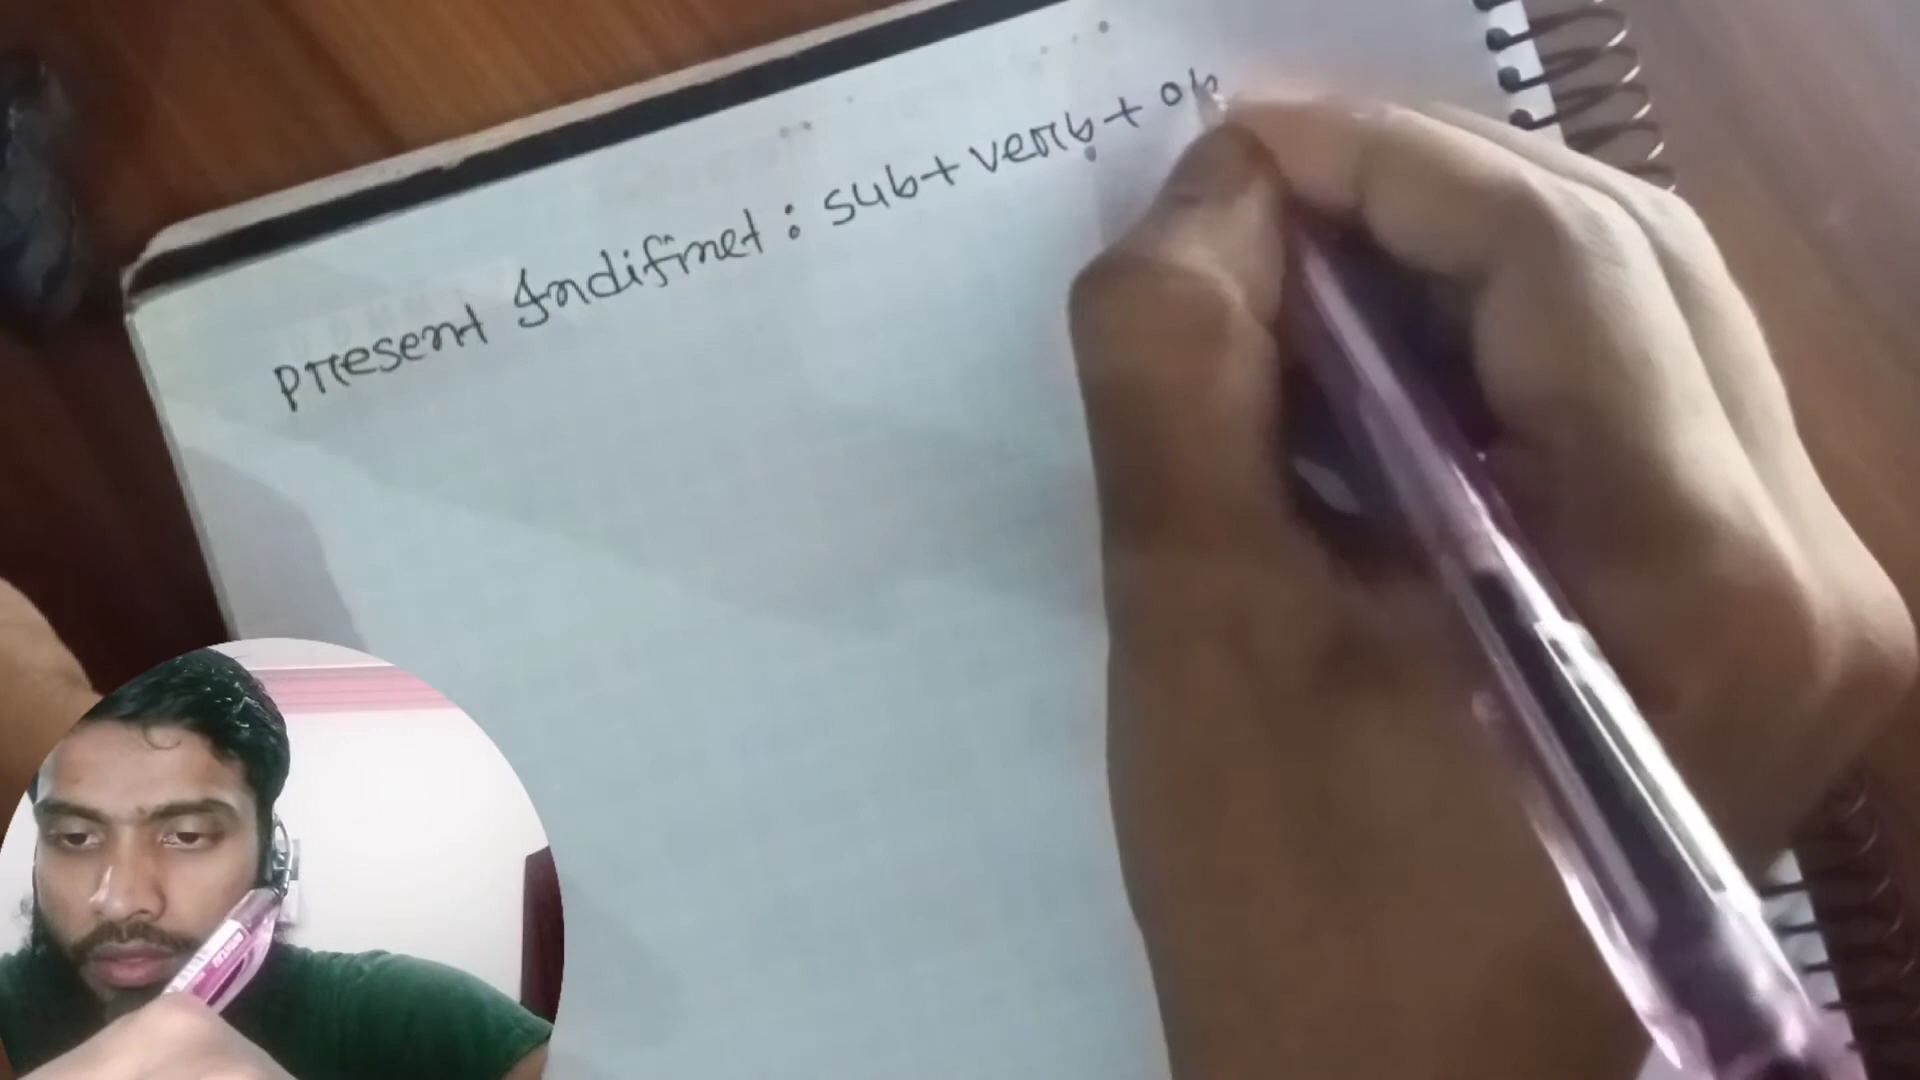 Present Indifinet : sub + verb + ob